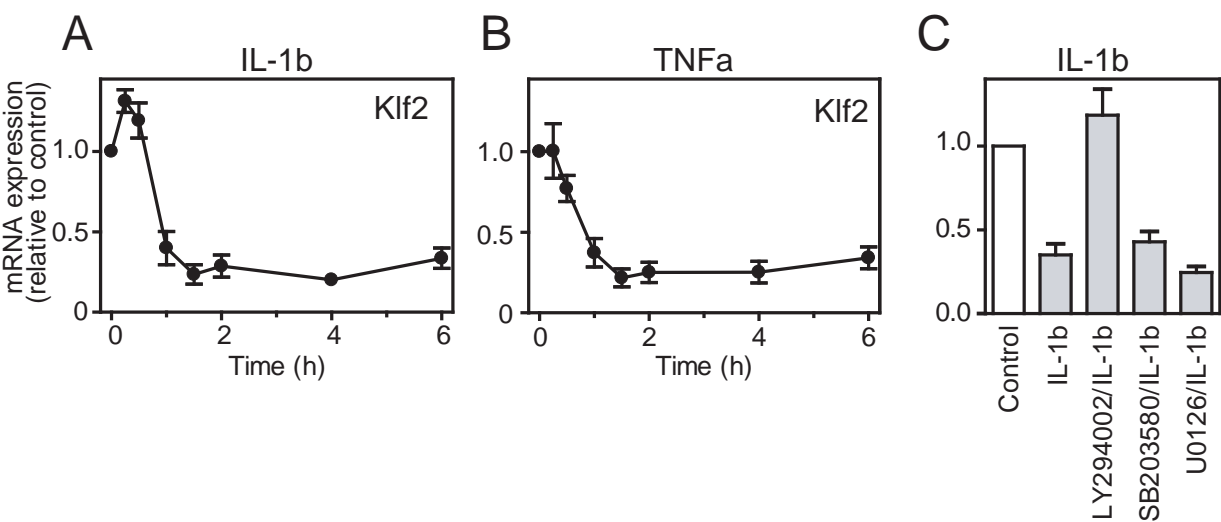 A
IL-1b
Klf2
mRNA expression
(relative to control)
1.0
0.5
0
0 2 4 6
Time (h)
B
TNFa
Klf2
1.0
0.5
0
0 2 4 6
Time (h)
C
IL-1b
1.0
0.5
0.0
Control
IL-1b
LY294002/IL-1b
SB203580/IL-1b
U0126/IL-1b